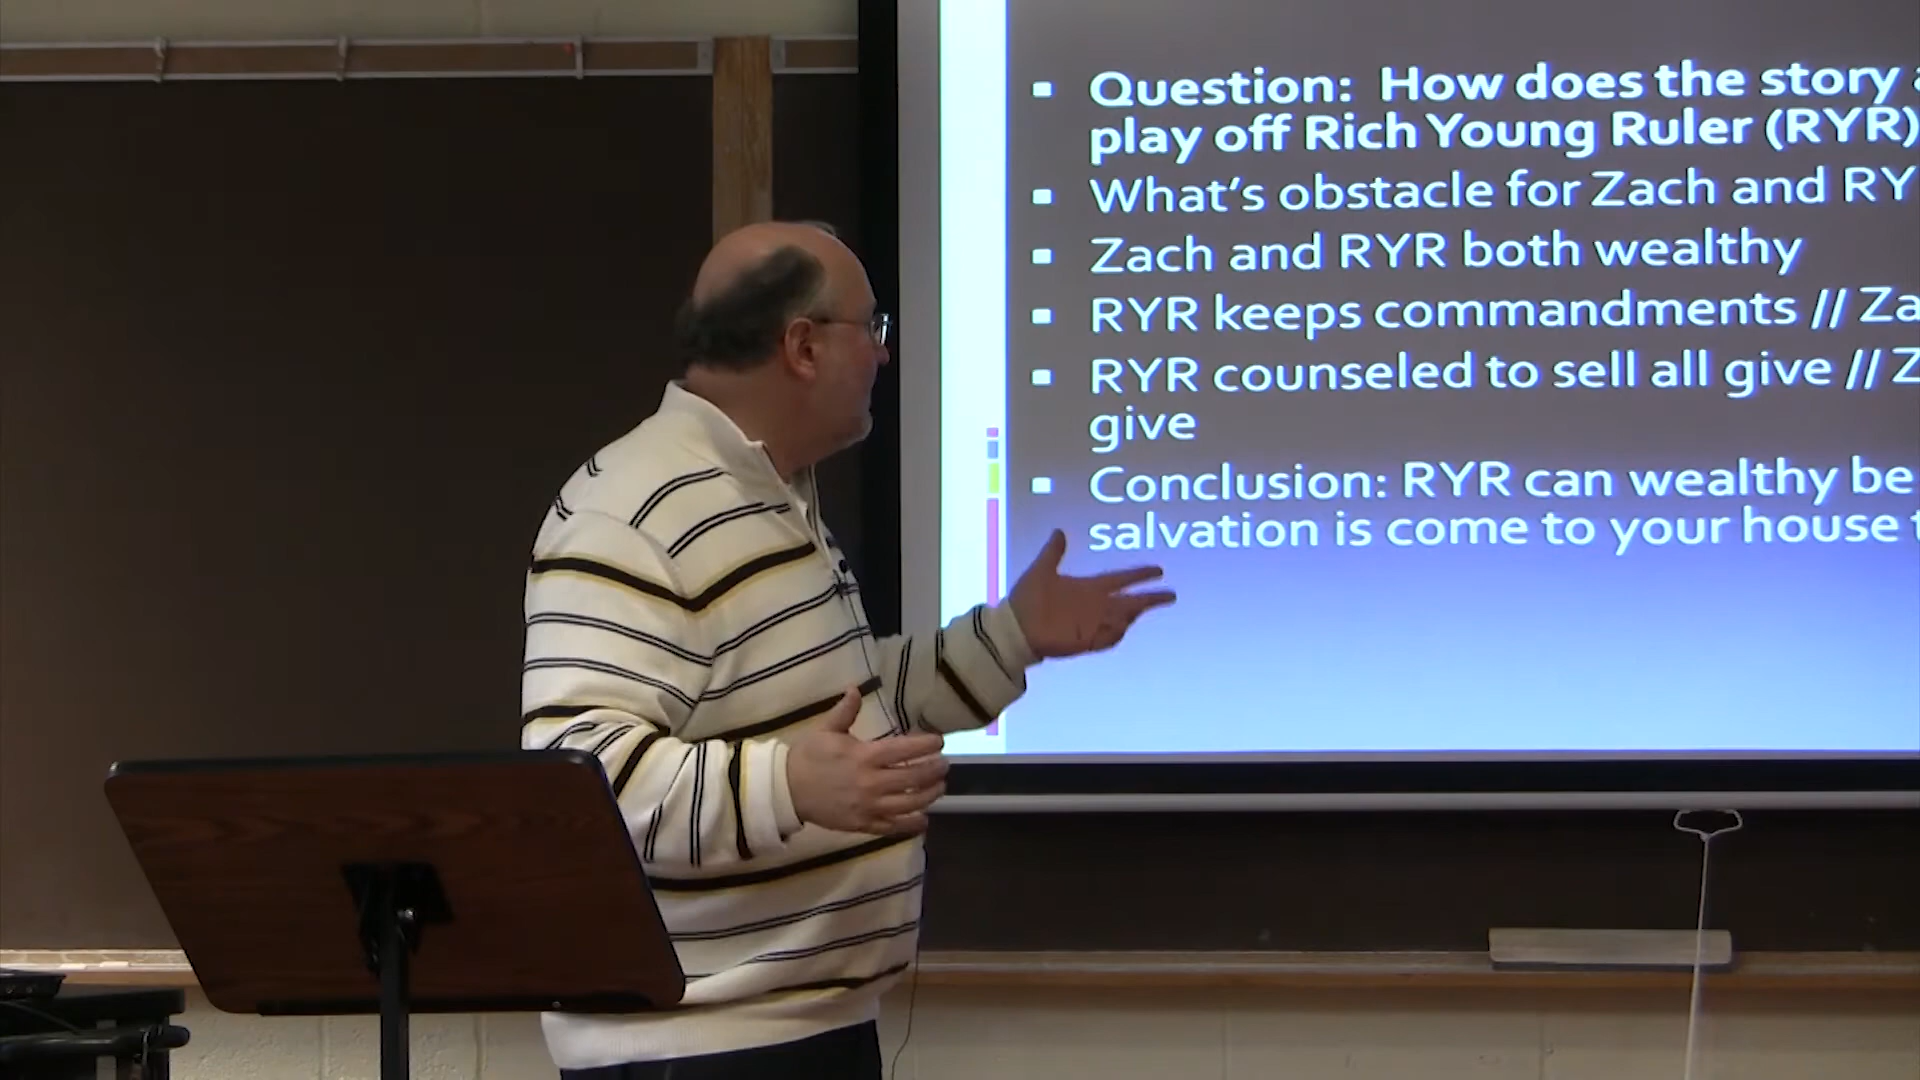 Question: How does the story
play off Rich Young Ruler (RYR)
What's obstacle for Zach and RY
Zach and RYR both wealthy
RYR keeps commandments // Za
RYR counseled to sell all give // Z
give
Conclusion: RYR can wealthy be
salvation is come to your house